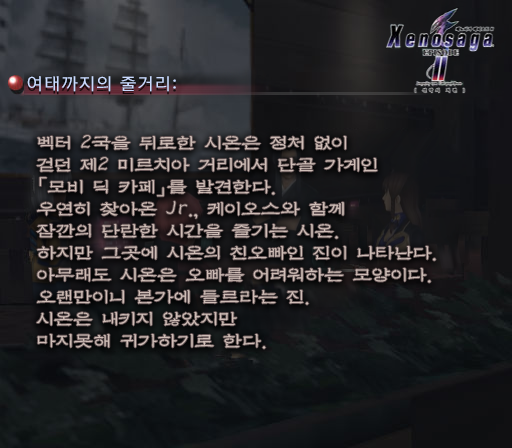 Xenosaga
EPISODE
II
여태까지의 줄거리:
벡터 2국을 뒤로한 시온은 정처 없이
걷던 제2 미르치아 거리에서 단골 가게인
「모비 딕 카페」를 발견한다.
우연히 찾아온 Jr., 케이오스와 함께
잠깐의 단란한 시간을 즐기는 시온.
하지만 그곳에 시온의 친오빠인 진이 나타난다.
아무래도 시온은 오빠를 어려워하는 모양이다.
오랜만이니 본가에 들르라는 진.
시온은 내키지 않았지만
마지못해 귀가하기로 한다.